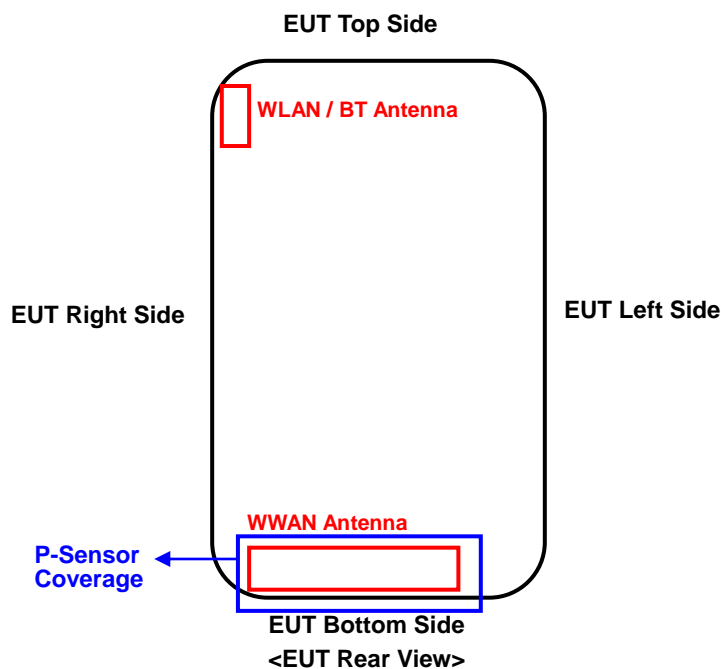 EUT Top Side
WLAN / BT Antenna
EUT Right Side
EUT Left Side
WWAN Antenna
P-Sensor
Coverage
EUT Bottom Side
<EUT Rear View>